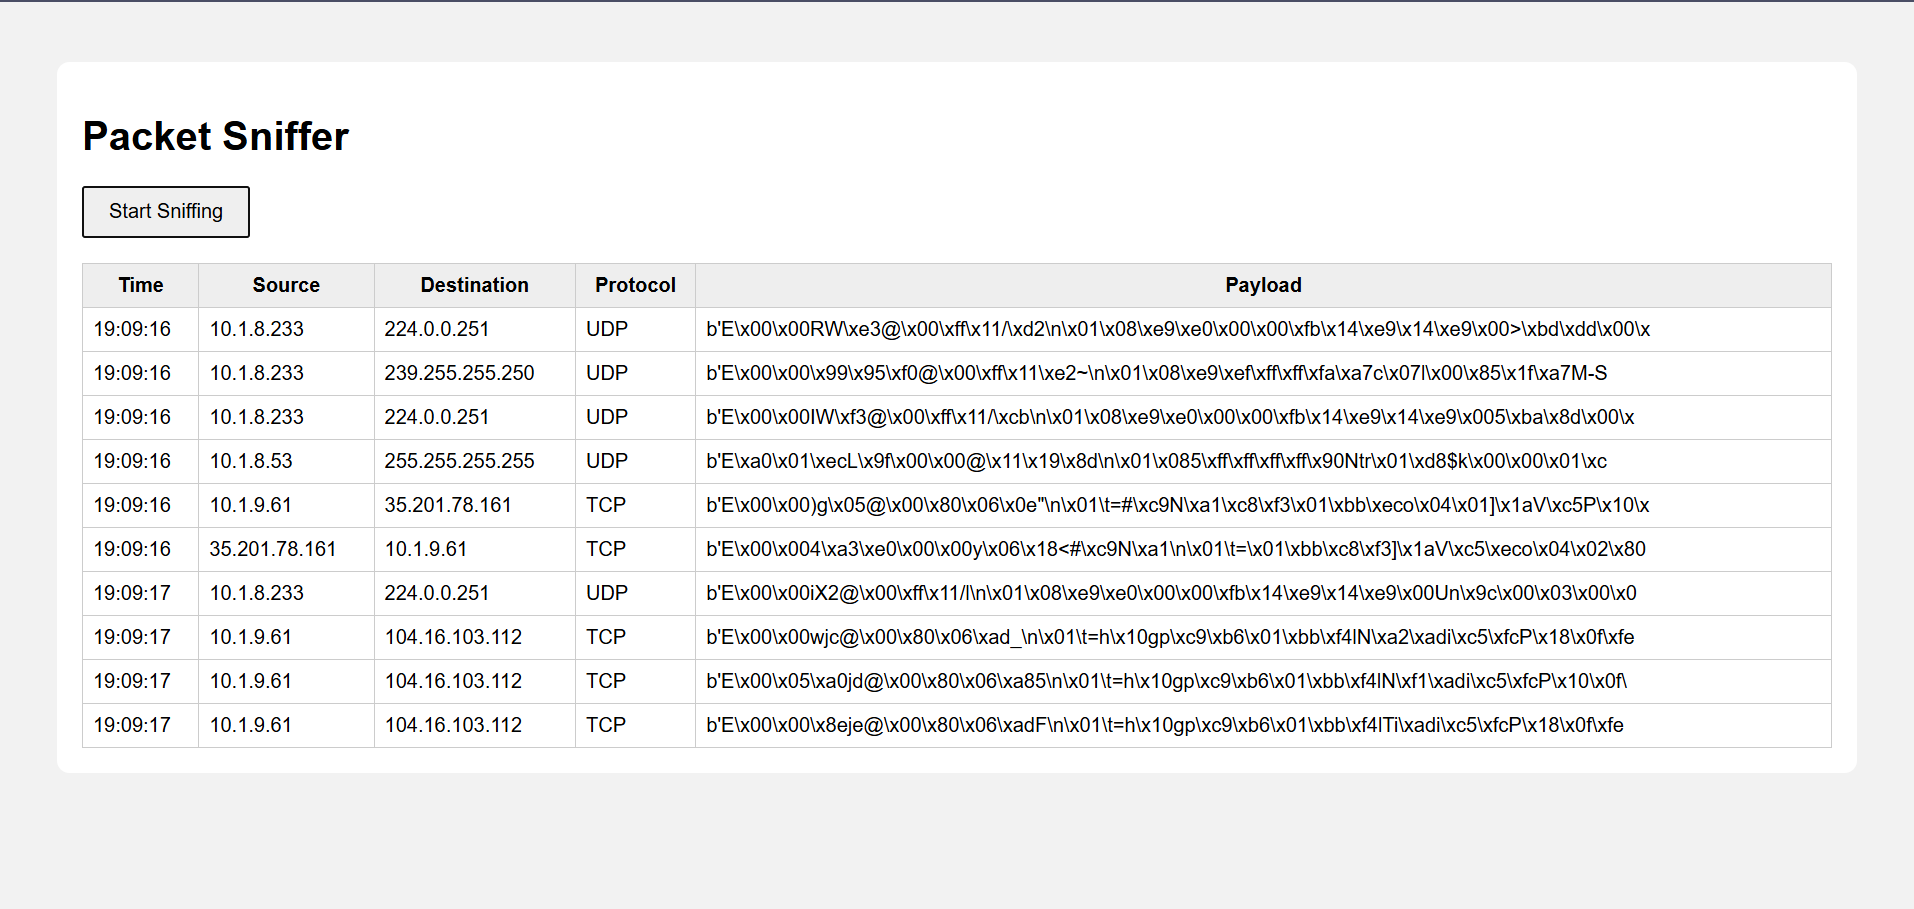 Packet Sniffer
Start Sniffing
Time Source Destination Protocol Payload
19:09:16 10.1.8.233 224.0.0.251 UDP b'E\x00\x00RW\xe3@\x00\xff\x11/\xd2\n\x01\x08\xe9\xe0\x00\x00\xfb\x14\xe9\x14\xe9\x00>\xbd\xdd\x00\x
19:09:16 10.1.8.233 239.255.255.250 UDP b'E\x00\x00\x99\x95\xf0@\x00\xff\x11\xe2~\n\x01\x08\xe9\xef\xff\xff\xfa\xa7c\x07l\x00\x85\x1f\xa7M-S
19:09:16 10.1.8.233 224.0.0.251 UDP b'E\x00\x00IW\xf3@\x00\xff\x11/\xcb\n\x01\x08\xe9\xe0\x00\x00\xfb\x14\xe9\x14\xe9\x005\xba\x8d\x00\x
19:09:16 10.1.8.53 255.255.255.255 UDP b'E\xa0\x01\xecL\x9f\x00\x00@\x11\x19\x8d\n\x01\x085\xff\xff\xff\xff\x90Ntr\x01\xd8$k\x00\x00\x01\xc
19:09:16 10.1.9.61 35.201.78.161 TCP b'E\x00\x00)g\x05@\x00\x80\x06\x0e"\n\x01\t=#\xc9N\xa1\xc8\xf3\x01\xbb\xeco\x04\x01]\x1aV\xc5P\x10\x
19:09:16 35.201.78.161 10.1.9.61 TCP b'E\x00\x004\xa3\xe0\x00\x00y\x06\x18<#\xc9N\xa1\n\x01\t=\x01\xbb\xc8\xf3]\x1aV\xc5\xeco\x04\x02\x80
19:09:17 10.1.8.233 224.0.0.251 UDP b'E\x00\x00iX2@\x00\xff\x11/l\n\x01\x08\xe9\xe0\x00\x00\xfb\x14\xe9\x14\xe9\x00Un\x9c\x00\x03\x00\x0
19:09:17 10.1.9.61 104.16.103.112 TCP b'E\x00\x00wjc@\x00\x80\x06\xad_\n\x01\t=h\x10gp\xc9\xb6\x01\xbb\xf4lN\xa2\xadi\xc5\xfcP\x18\x0f\xfe
19:09:17 10.1.9.61 104.16.103.112 TCP b'E\x00\x05\xa0jd@\x00\x80\x06\xa85\n\x01\t=h\x10gp\xc9\xb6\x01\xbb\xf4lN\xf1\xadi\xc5\xfcP\x10\x0f\
19:09:17 10.1.9.61 104.16.103.112 TCP b'E\x00\x00\x8eje@\x00\x80\x06\xadF\n\x01\t=h\x10gp\xc9\xb6\x01\xbb\xf4lTi\xadi\xc5\xfcP\x18\x0f\xfe